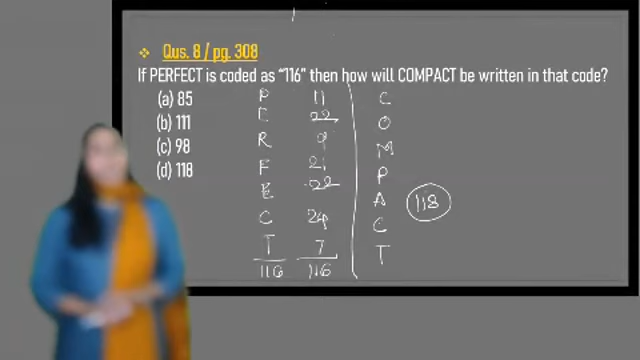 ❖ Qus. 8 / pg. 308
If PERFECT is coded as “116” then how will COMPACT be written in that code?
(a) 85
(b) 111
(c) 98
(d) 118
P 11
E 22
R 9
F 21
E 22
C 24
T 7
116 116
C
O
M
P
A
C
T
118